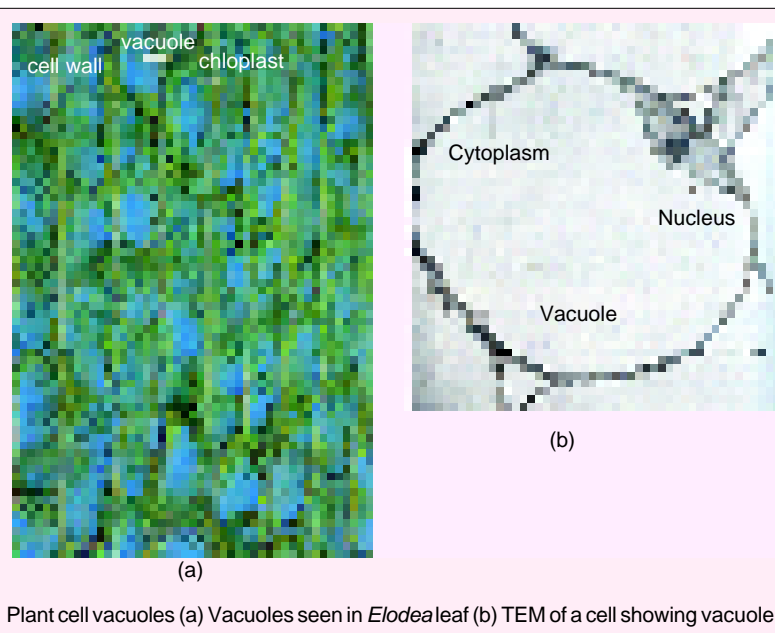 vacuole
cell wall
chloplast
(a)
Cytoplasm
Nucleus
Vacuole
(b)
Plant cell vacuoles (a) Vacuoles seen in Elodea leaf (b) TEM of a cell showing vacuole